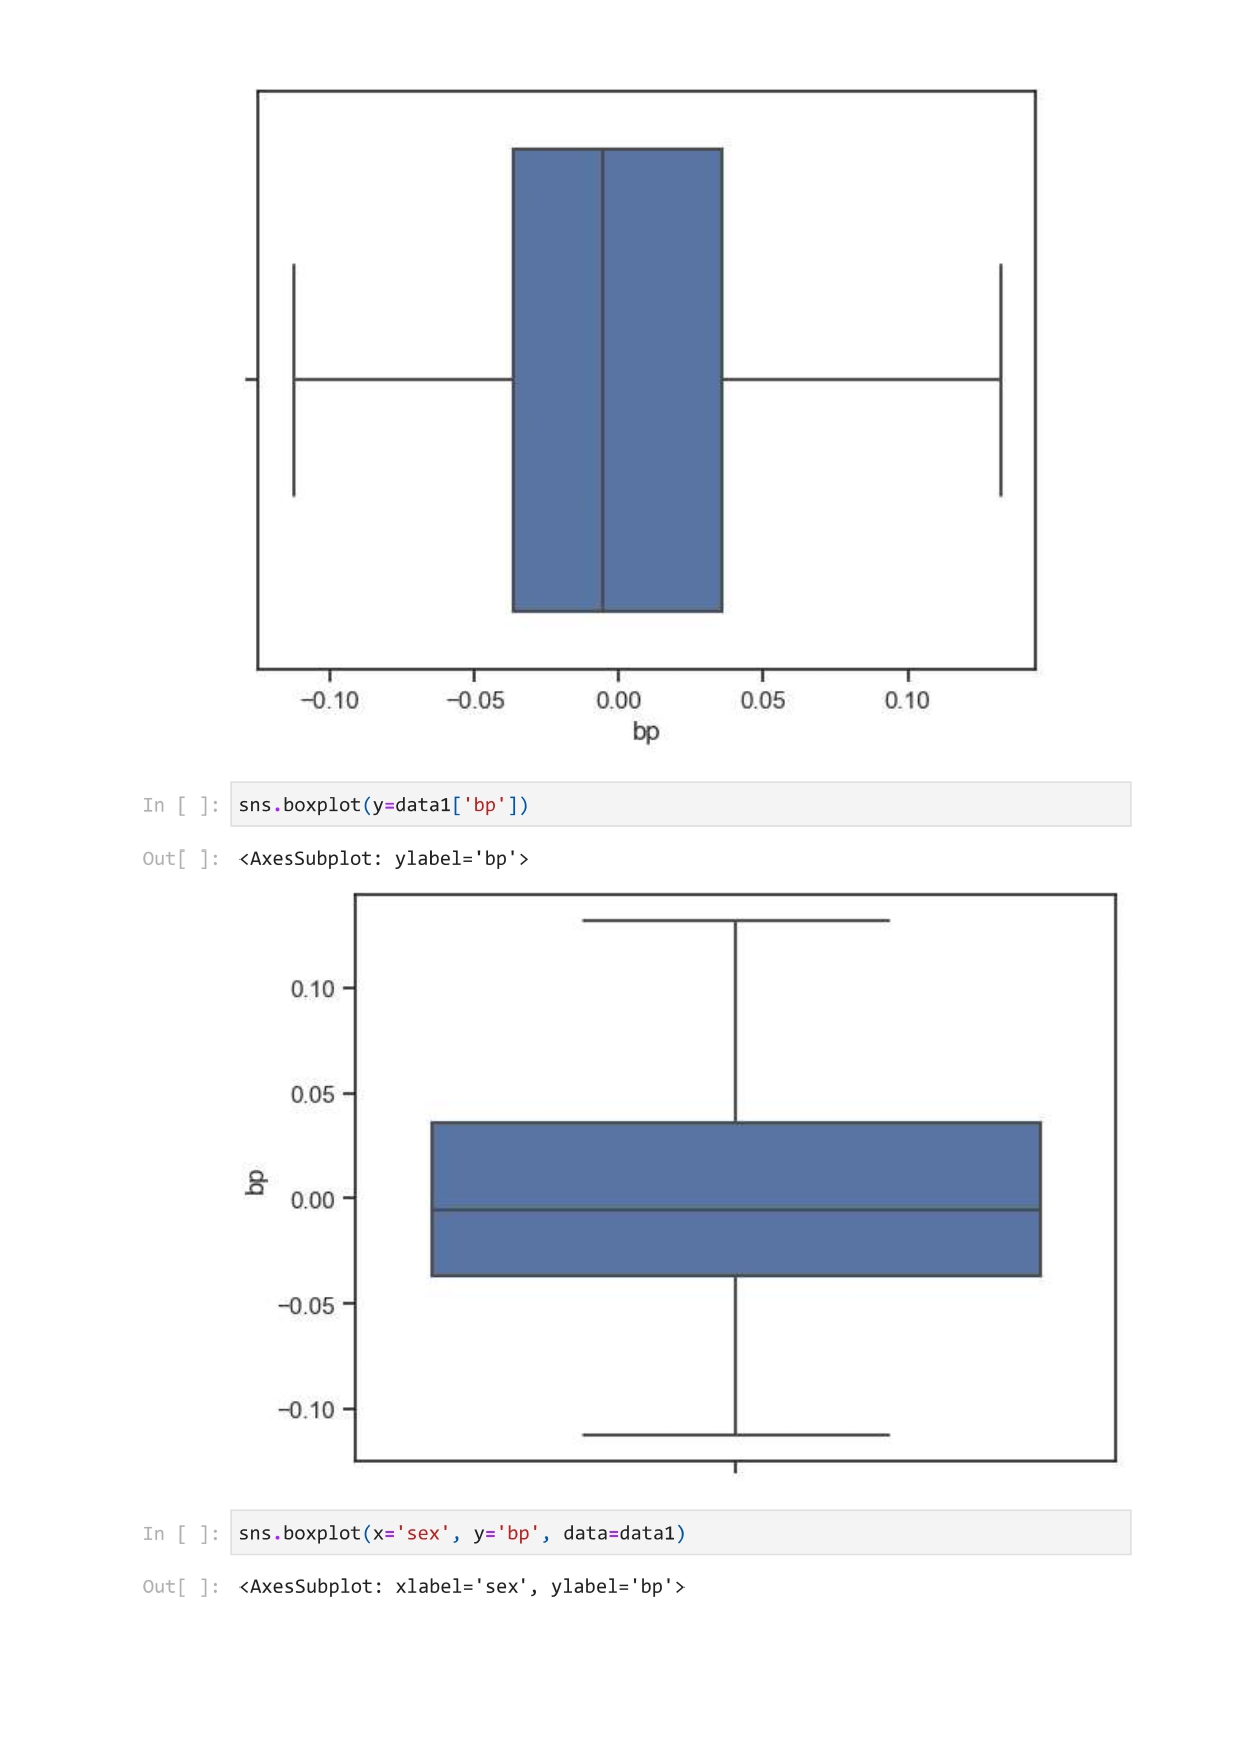 −0.10 −0.05 0.00 0.05 0.10
bp
In [ ]: sns.boxplot(y=data1['bp'])
Out[ ]: <AxesSubplot: ylabel='bp'>
0.10
0.05
bp
0.00
−0.05
−0.10
In [ ]: sns.boxplot(x='sex', y='bp', data=data1)
Out[ ]: <AxesSubplot: xlabel='sex', ylabel='bp'>